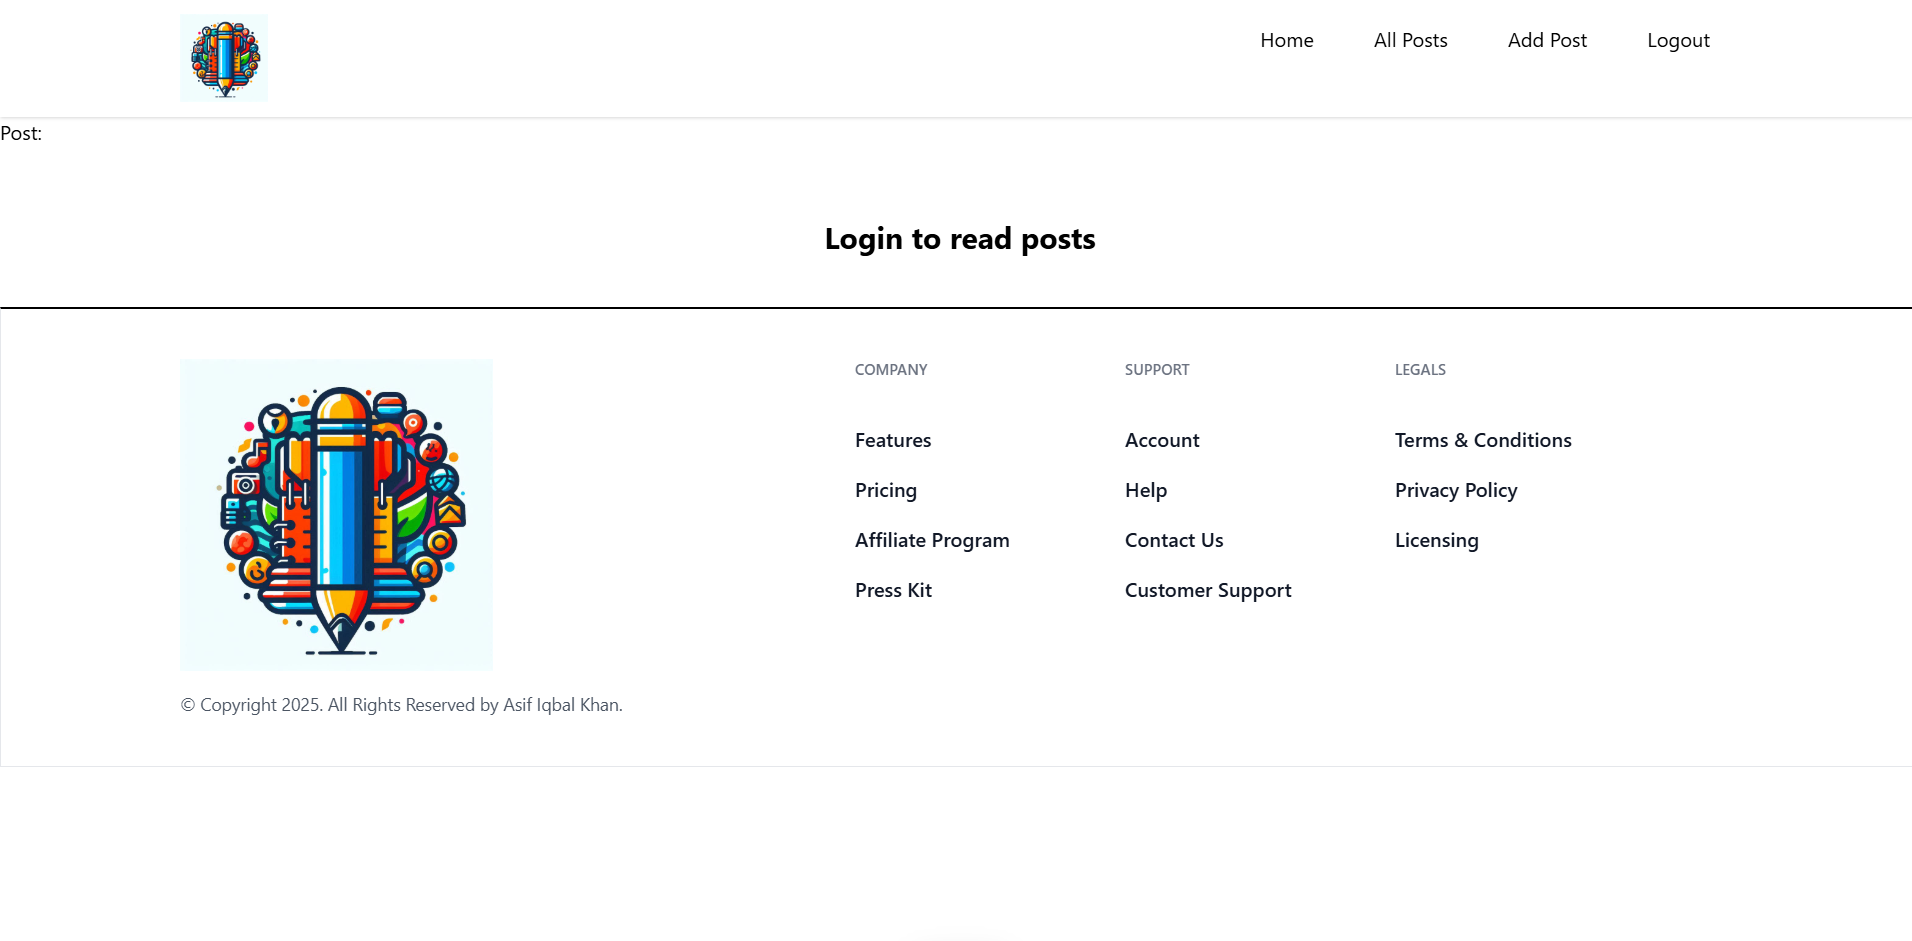 Home All Posts Add Post Logout
Post:
Login to read posts
COMPANY
Features
Pricing
Affiliate Program
Press Kit
SUPPORT
Account
Help
Contact Us
Customer Support
LEGALS
Terms & Conditions
Privacy Policy
Licensing
© Copyright 2025. All Rights Reserved by Asif Iqbal Khan.